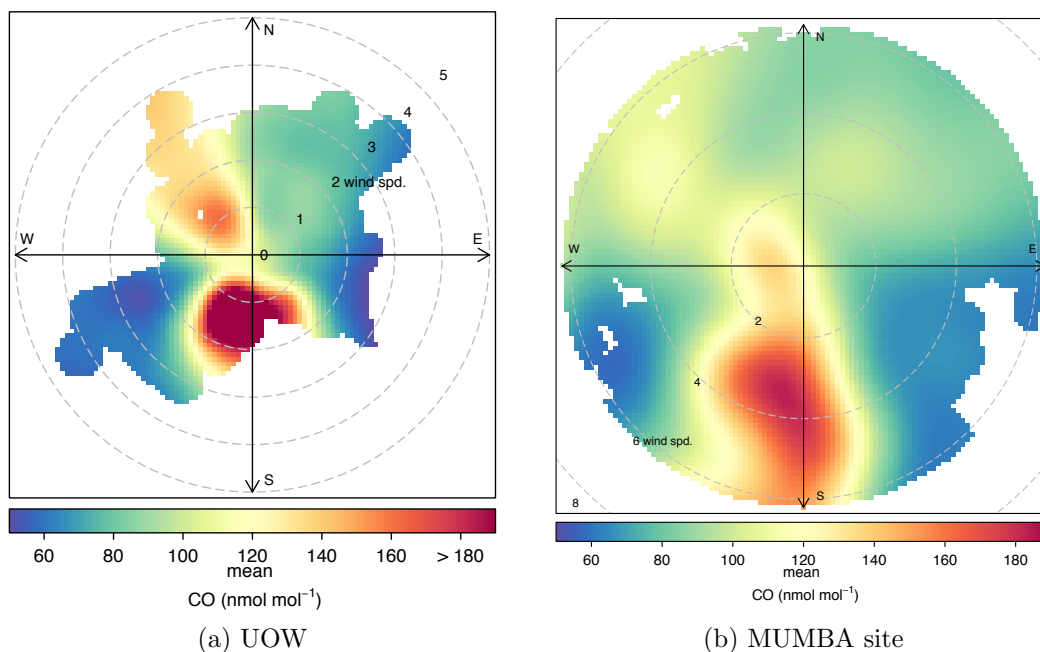 N
5
4
3
2 wind spd.
1
W
0
E
S
60 80 100 120 140 160 > 180
mean
CO (nmol mol⁻¹)
(a) UOW
N
W
E
2
4
6 wind spd.
S
8
60 80 100 120 140 160 180
mean
CO (nmol mol⁻¹)
(b) MUMBA site